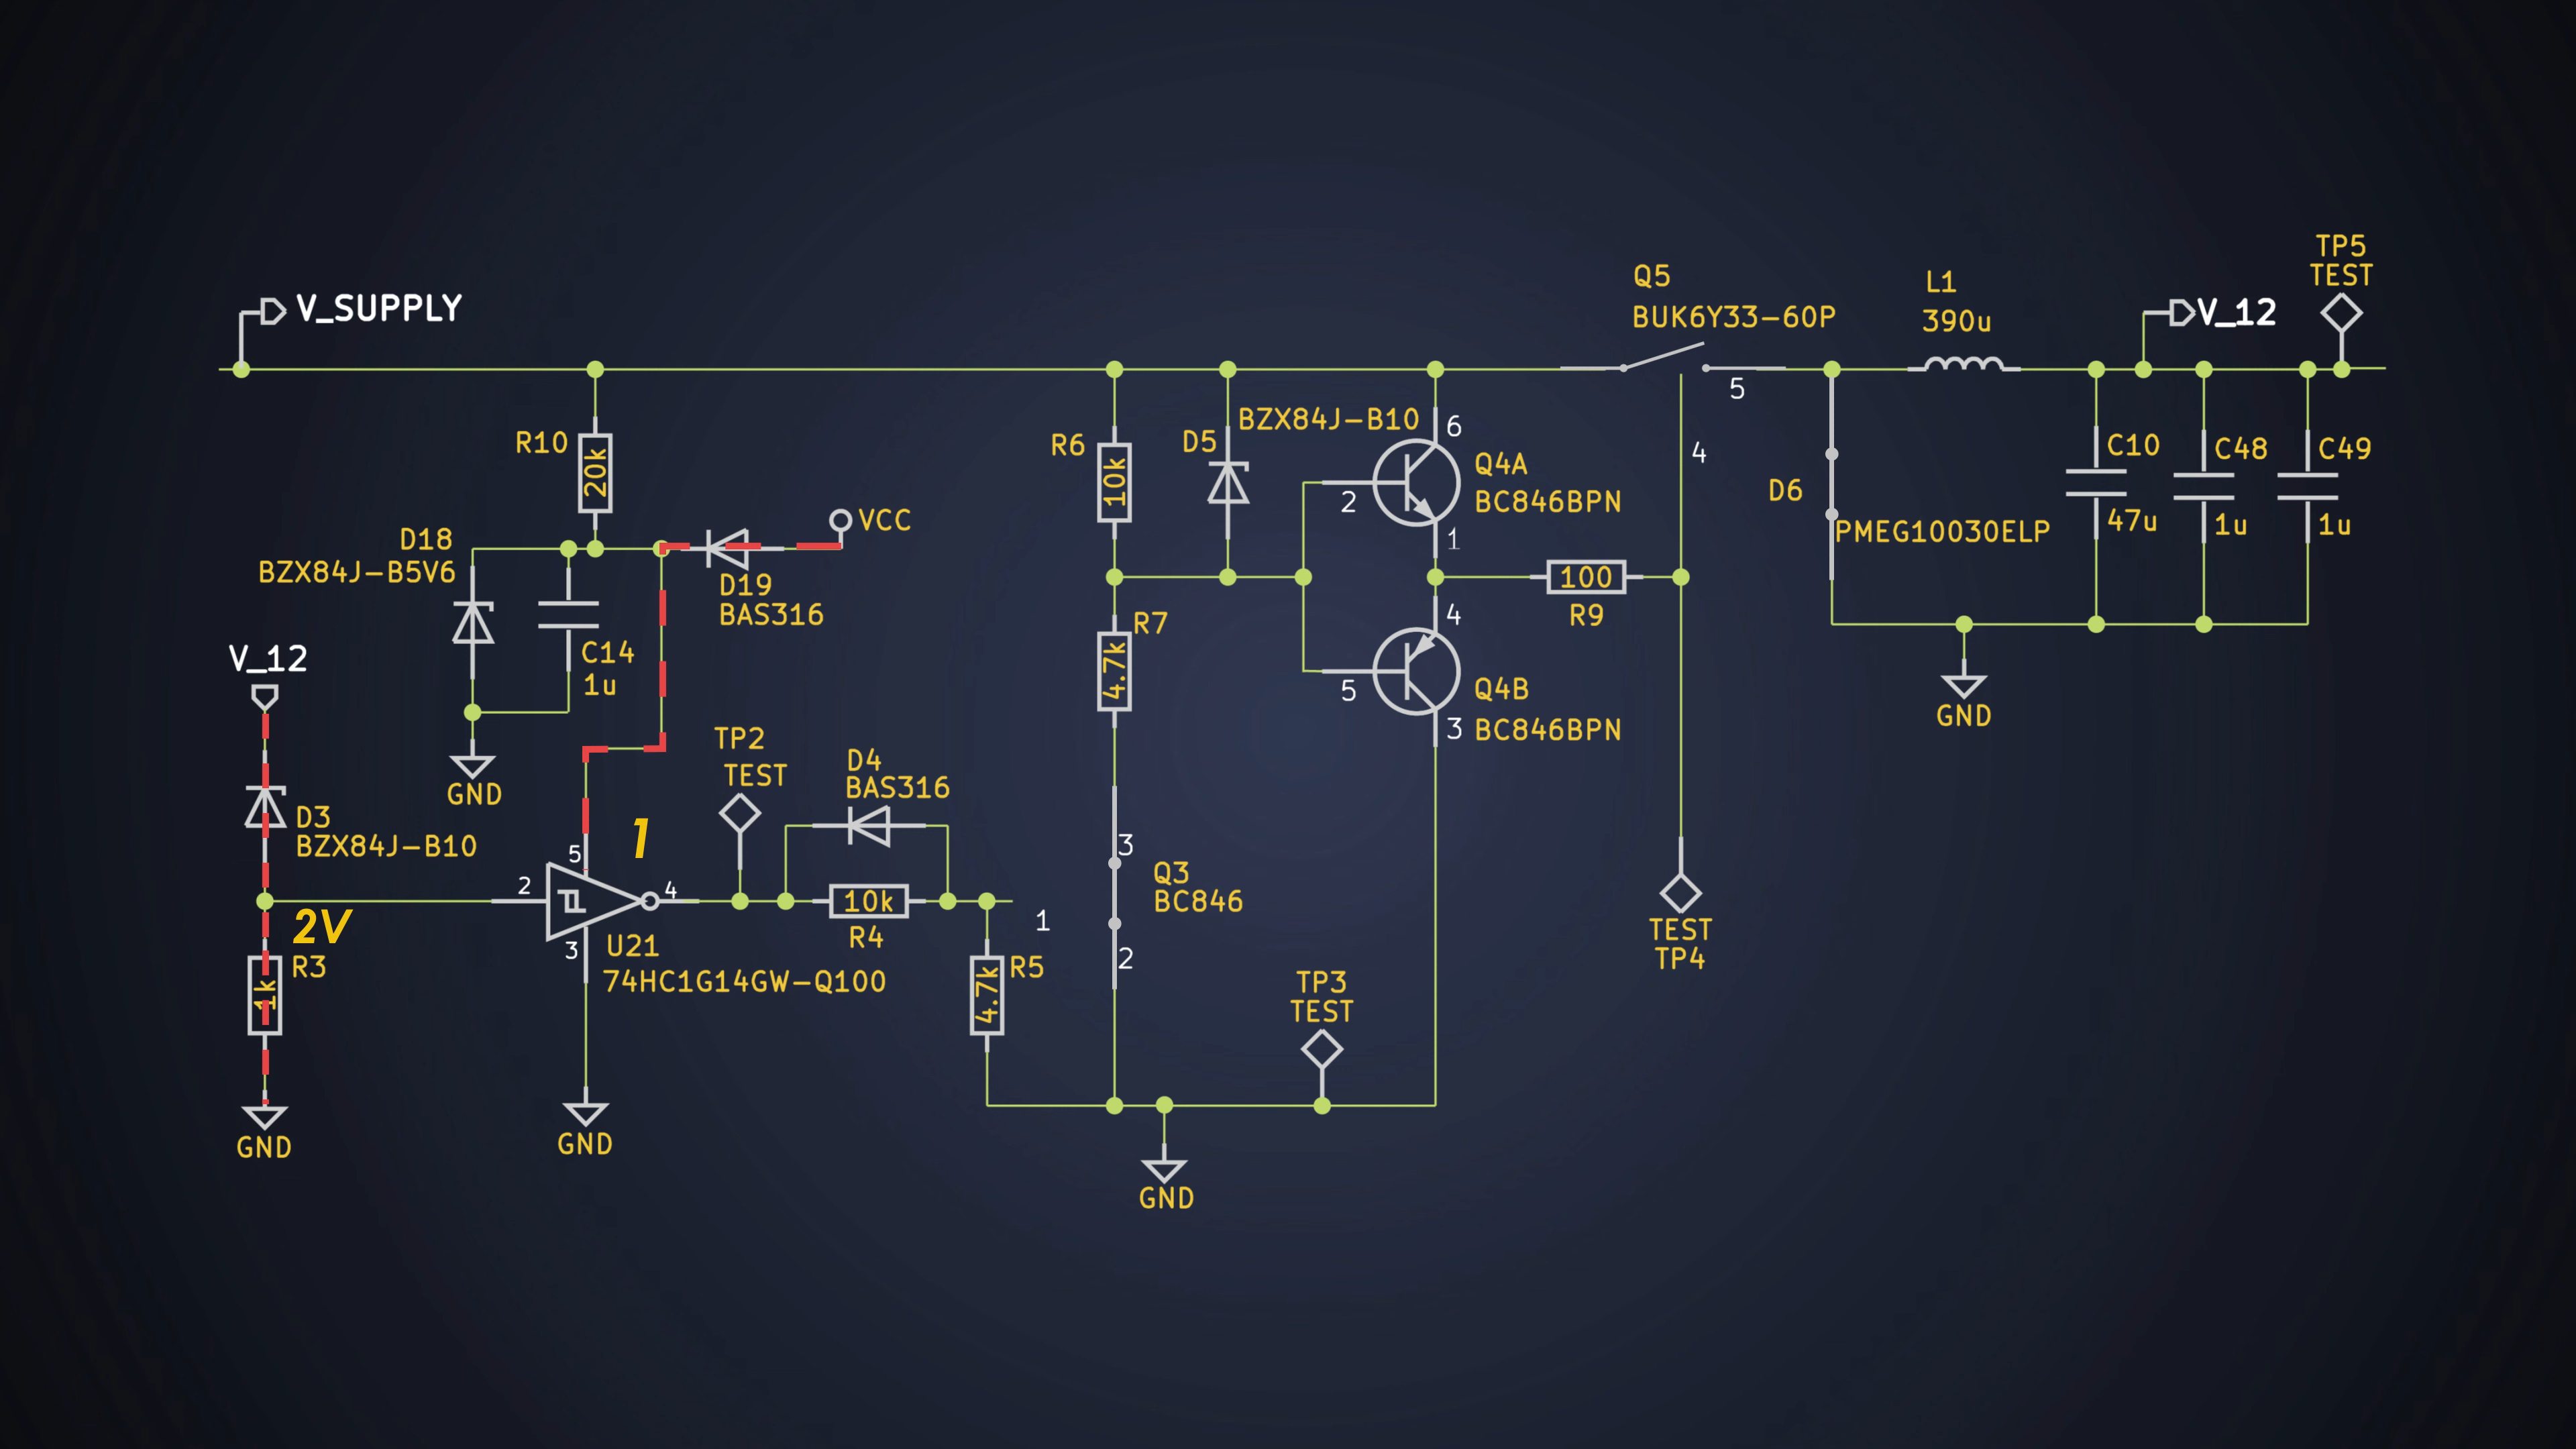 TP5
TEST
Q5
BUK6Y33-60P
L1
390u
V_SUPPLY
V_12
5
R10
20k
R6
10k
D5
BZX84J-B10
6
Q4A
BC846BPN
2
1
4
D6
PMEG10030ELP
C10
47u
C48
1u
C49
1u
D18
BZX84J-B5V6
VCC
D19
BAS316
100
R9
C14
1u
R7
4.7k
4
5
Q4B
BC846BPN
3
V_12
GND
GND
TP2
TEST
D4
BAS316
D3
BZX84J-B10
5
1
2
4
10k
R4
3
Q3
BC846
2
1
2V
R3
1k
3
U21
74HC1G14GW-Q100
R5
4.7k
TEST
TP4
TP3
TEST
GND
GND
GND